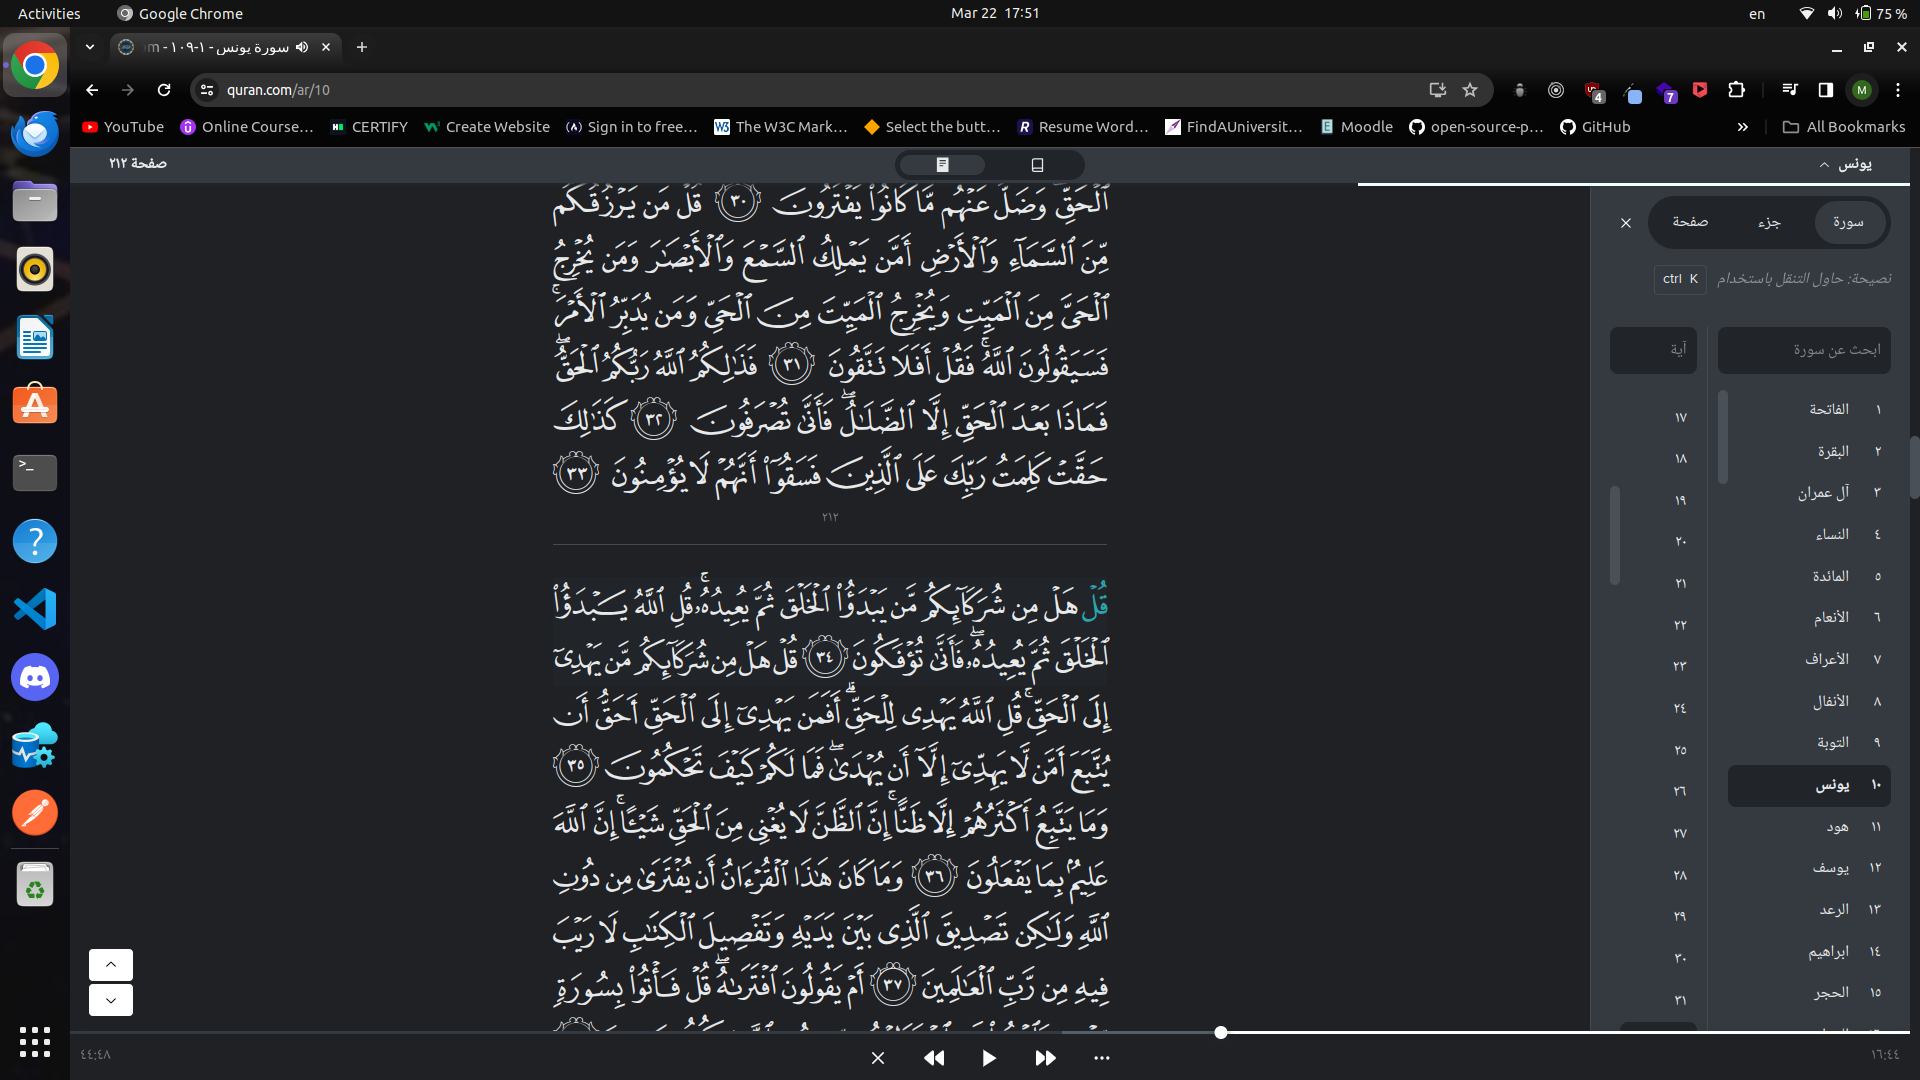 Activities
Google Chrome
Mar 22 17:51
en
75 %
سورة يونس - ١-١٠٩ -
quran.com/ar/10
4
7
M
YouTube
Online Course…
CERTIFY
Create Website
Sign in to free…
The W3C Mark…
Select the butt…
Resume Word…
FindAUniversit…
Moodle
open-source-p…
GitHub
All Bookmarks
يونس
صفحة ٢١٢
ٱلْحَقِّ ۖ وَضَلَّ عَنْهُم مَّا كَانُوا۟ يَفْتَرُونَ ٣٠ قُلْ مَن يَرْزُقُكُم
مِّنَ ٱلسَّمَآءِ وَٱلْأَرْضِ أَمَّن يَمْلِكُ ٱلسَّمْعَ وَٱلْأَبْصَـٰرَ وَمَن يُخْرِجُ
ٱلْحَىَّ مِنَ ٱلْمَيِّتِ وَيُخْرِجُ ٱلْمَيِّتَ مِنَ ٱلْحَىِّ وَمَن يُدَبِّرُ ٱلْأَمْرَ ۚ
فَسَيَقُولُونَ ٱللَّهُ ۚ فَقُلْ أَفَلَا تَتَّقُونَ ٣١ فَذَٰلِكُمُ ٱللَّهُ رَبُّكُمُ ٱلْحَقُّ ۖ
فَمَاذَا بَعْدَ ٱلْحَقِّ إِلَّا ٱلضَّلَـٰلُ ۖ فَأَنَّىٰ تُصْرَفُونَ ٣٢ كَذَٰلِكَ
حَقَّتْ كَلِمَتُ رَبِّكَ عَلَى ٱلَّذِينَ فَسَقُوٓا۟ أَنَّهُمْ لَا يُؤْمِنُونَ ٣٣
٢١٢
قُلْ هَلْ مِن شُرَكَآئِكُم مَّن يَبْدَؤُا۟ ٱلْخَلْقَ ثُمَّ يُعِيدُهُۥ ۚ قُلِ ٱللَّهُ يَبْدَؤُا۟
ٱلْخَلْقَ ثُمَّ يُعِيدُهُۥ ۖ فَأَنَّىٰ تُؤْفَكُونَ ٣٤ قُلْ هَلْ مِن شُرَكَآئِكُم مَّن يَهْدِىٓ
إِلَى ٱلْحَقِّ ۚ قُلِ ٱللَّهُ يَهْدِى لِلْحَقِّ ۗ أَفَمَن يَهْدِىٓ إِلَى ٱلْحَقِّ أَحَقُّ أَن
يُتَّبَعَ أَمَّن لَّا يَهِدِّىٓ إِلَّآ أَن يُهْدَىٰ ۖ فَمَا لَكُمْ كَيْفَ تَحْكُمُونَ ٣٥
وَمَا يَتَّبِعُ أَكْثَرُهُمْ إِلَّا ظَنًّا ۚ إِنَّ ٱلظَّنَّ لَا يُغْنِى مِنَ ٱلْحَقِّ شَيْـًٔا ۚ إِنَّ ٱللَّهَ
عَلِيمٌۢ بِمَا يَفْعَلُونَ ٣٦ وَمَا كَانَ هَـٰذَا ٱلْقُرْءَانُ أَن يُفْتَرَىٰ مِن دُونِ
ٱللَّهِ وَلَـٰكِن تَصْدِيقَ ٱلَّذِى بَيْنَ يَدَيْهِ وَتَفْصِيلَ ٱلْكِتَـٰبِ لَا رَيْبَ
فِيهِ مِن رَّبِّ ٱلْعَـٰلَمِينَ ٣٧ أَمْ يَقُولُونَ ٱفْتَرَىٰهُ ۖ قُلْ فَأْتُوا۟ بِسُورَةٍ
سورة
جزء
صفحة
نصيحة: حاول التنقل باستخدام
ctrl K
ابحث عن سورة
آية
١ الفاتحة
٢ البقرة
٣ آل عمران
٤ النساء
٥ المائدة
٦ الأنعام
٧ الأعراف
٨ الأنفال
٩ التوبة
١٠ يونس
١١ هود
١٢ يوسف
١٣ الرعد
١٤ ابراهيم
١٥ الحجر
١٧
١٨
١٩
٢٠
٢١
٢٢
٢٣
٢٤
٢٥
٢٦
٢٧
٢٨
٢٩
٣٠
٣١
١٦:٤٤
٤٤:٤٨